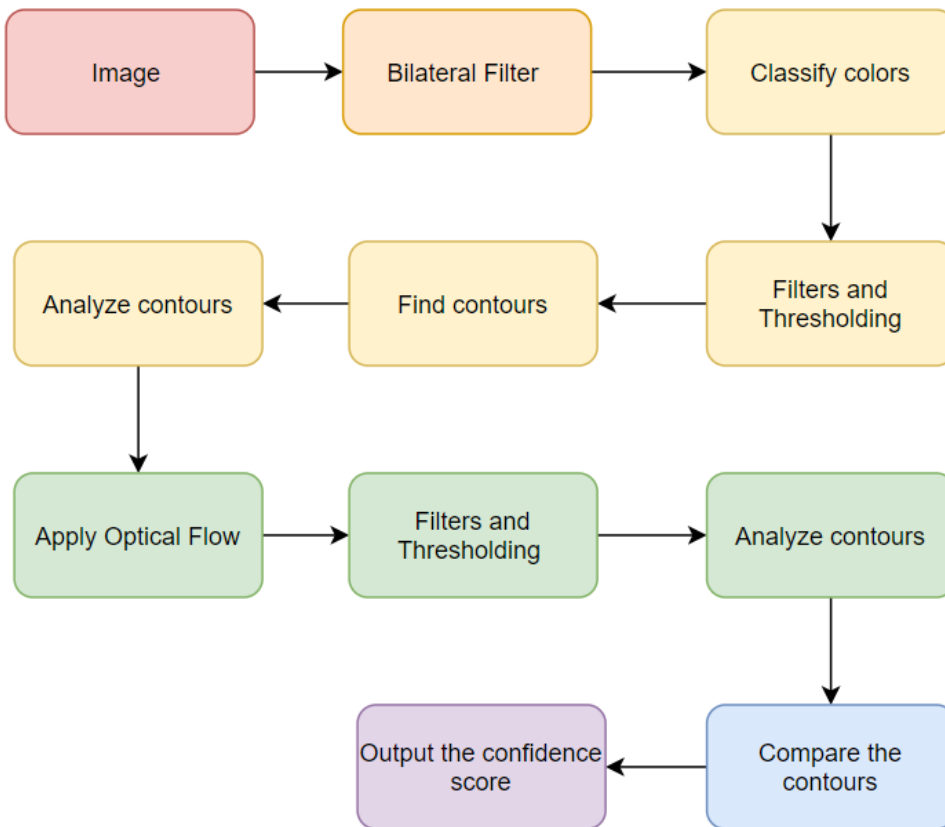 Image
Bilateral Filter
Classify colors
Filters and
Thresholding
Find contours
Analyze contours
Apply Optical Flow
Filters and
Thresholding
Analyze contours
Compare the
contours
Output the confidence
score